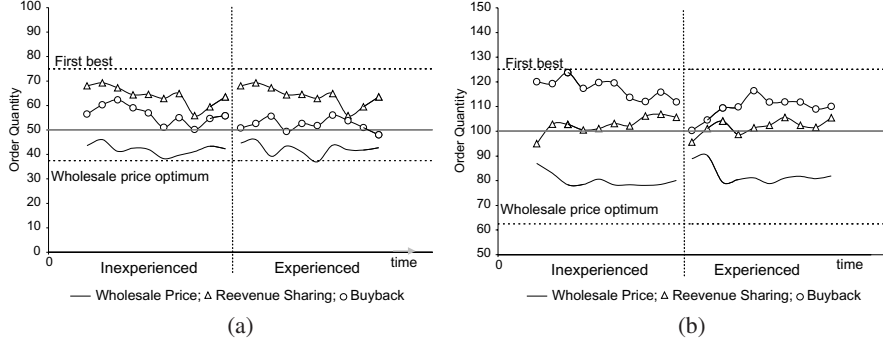 100
90
80
70
60
50
40
30
20
10
0
Order Quantity
First best
Wholesale price optimum
0
Inexperienced
Experienced
time
— Wholesale Price; △ Reevenue Sharing; ○ Buyback
(a)
150
140
130
120
110
100
90
80
70
60
50
Order Quantity
First best
Wholesale price optimum
0
Inexperienced
Experienced
time
— Wholesale Price; △ Reevenue Sharing; ○ Buyback
(b)